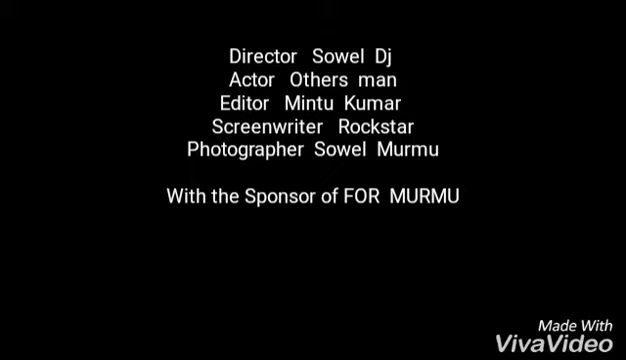 Director Sowel Dj
Actor Others man
Editor Mintu Kumar
Screenwriter Rockstar
Photographer Sowel Murmu
With the Sponsor of FOR MURMU
Made With
VivaVideo